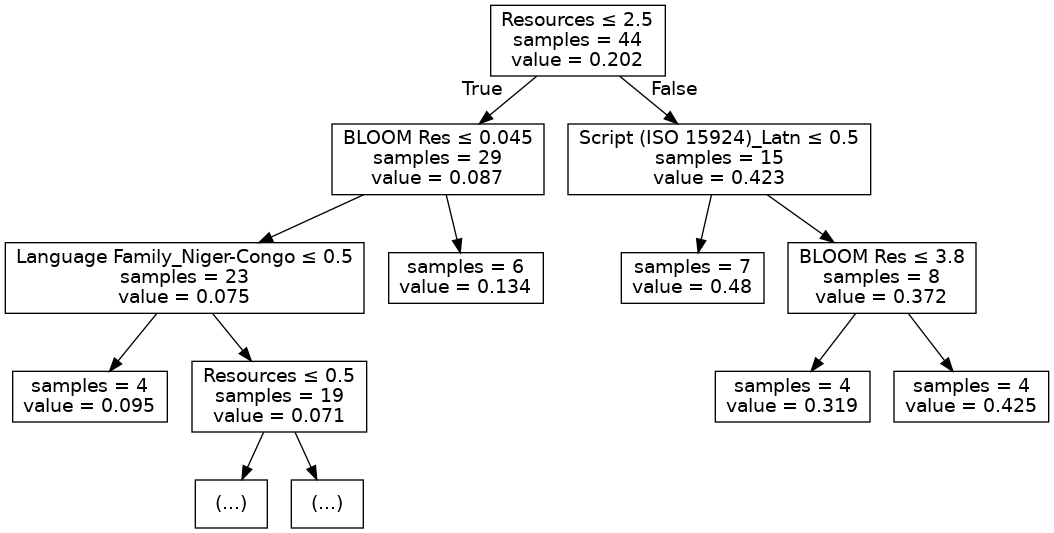 Resources ≤ 2.5
samples = 44
value = 0.202
True
False
BLOOM Res ≤ 0.045
samples = 29
value = 0.087
Script (ISO 15924)_Latn ≤ 0.5
samples = 15
value = 0.423
Language Family_Niger-Congo ≤ 0.5
samples = 23
value = 0.075
samples = 6
value = 0.134
samples = 7
value = 0.48
BLOOM Res ≤ 3.8
samples = 8
value = 0.372
samples = 4
value = 0.095
Resources ≤ 0.5
samples = 19
value = 0.071
samples = 4
value = 0.319
samples = 4
value = 0.425
(...)
(...)